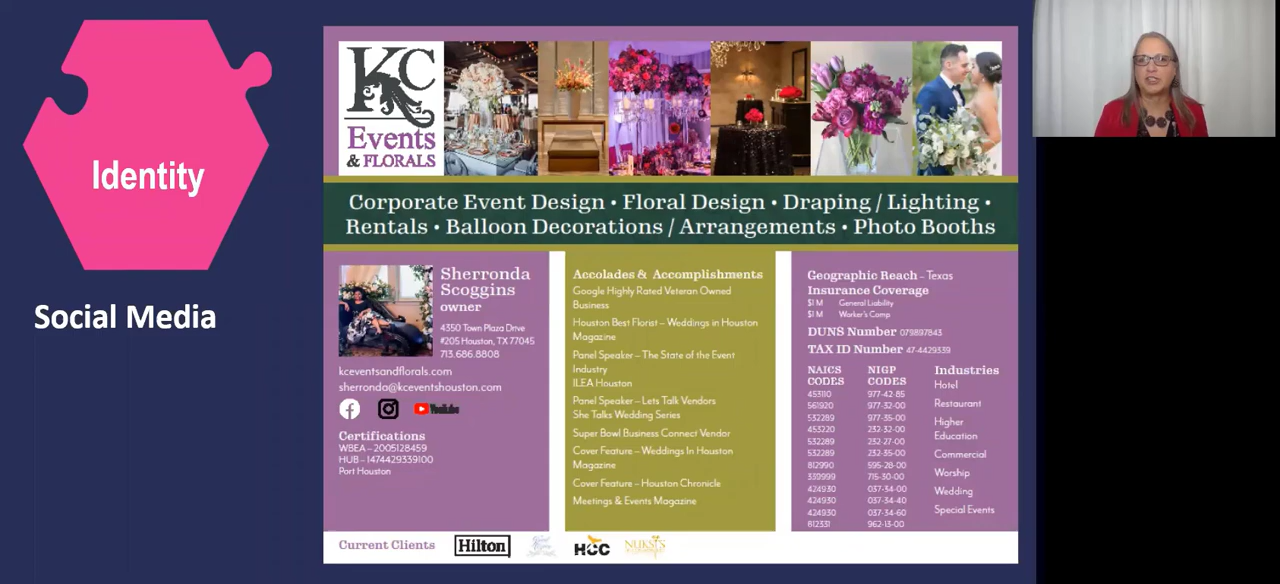 Identity
Social Media
KC
Events
& FLORALS
Corporate Event Design • Floral Design • Draping / Lighting •
Rentals • Balloon Decorations / Arrangements • Photo Booths
Sherronda
Scoggins
owner
4350 Town Plaza Drive
#205 Houston, TX 77045
713.686.8808
kceventsandflorals.com
sherronda@kceventshouston.com
YouTube
Certifications
WBEA – 2005128459
HUB – 1474429339100
Port Houston
Accolades & Accomplishments
Google Highly Rated Veteran Owned
Business
Houston Best Florist – Weddings in Houston
Magazine
Panel Speaker – The State of the Event
Industry
ILEA Houston
Panel Speaker – Lets Talk Vendors
She Talks Wedding Series
Super Bowl Business Connect Vendor
Cover Feature – Weddings In Houston
Magazine
Cover Feature – Houston Chronicle
Meetings & Events Magazine
Geographic Reach – Texas
Insurance Coverage
$1 M General Liability
$1 M Worker's Comp
DUNS Number 079897843
TAX ID Number 47-4429339
NAICS
CODES
453110
561920
532289
453220
532289
532289
812990
339999
424930
424930
424930
812331
NIGP
CODES
977-42-85
977-32-00
977-35-00
232-32-00
232-27-00
232-35-00
595-28-00
715-30-00
037-34-00
037-34-40
037-34-60
962-13-00
Industries
Hotel
Restaurant
Higher
Education
Commercial
Worship
Wedding
Special Events
Current Clients
Hilton
HCC